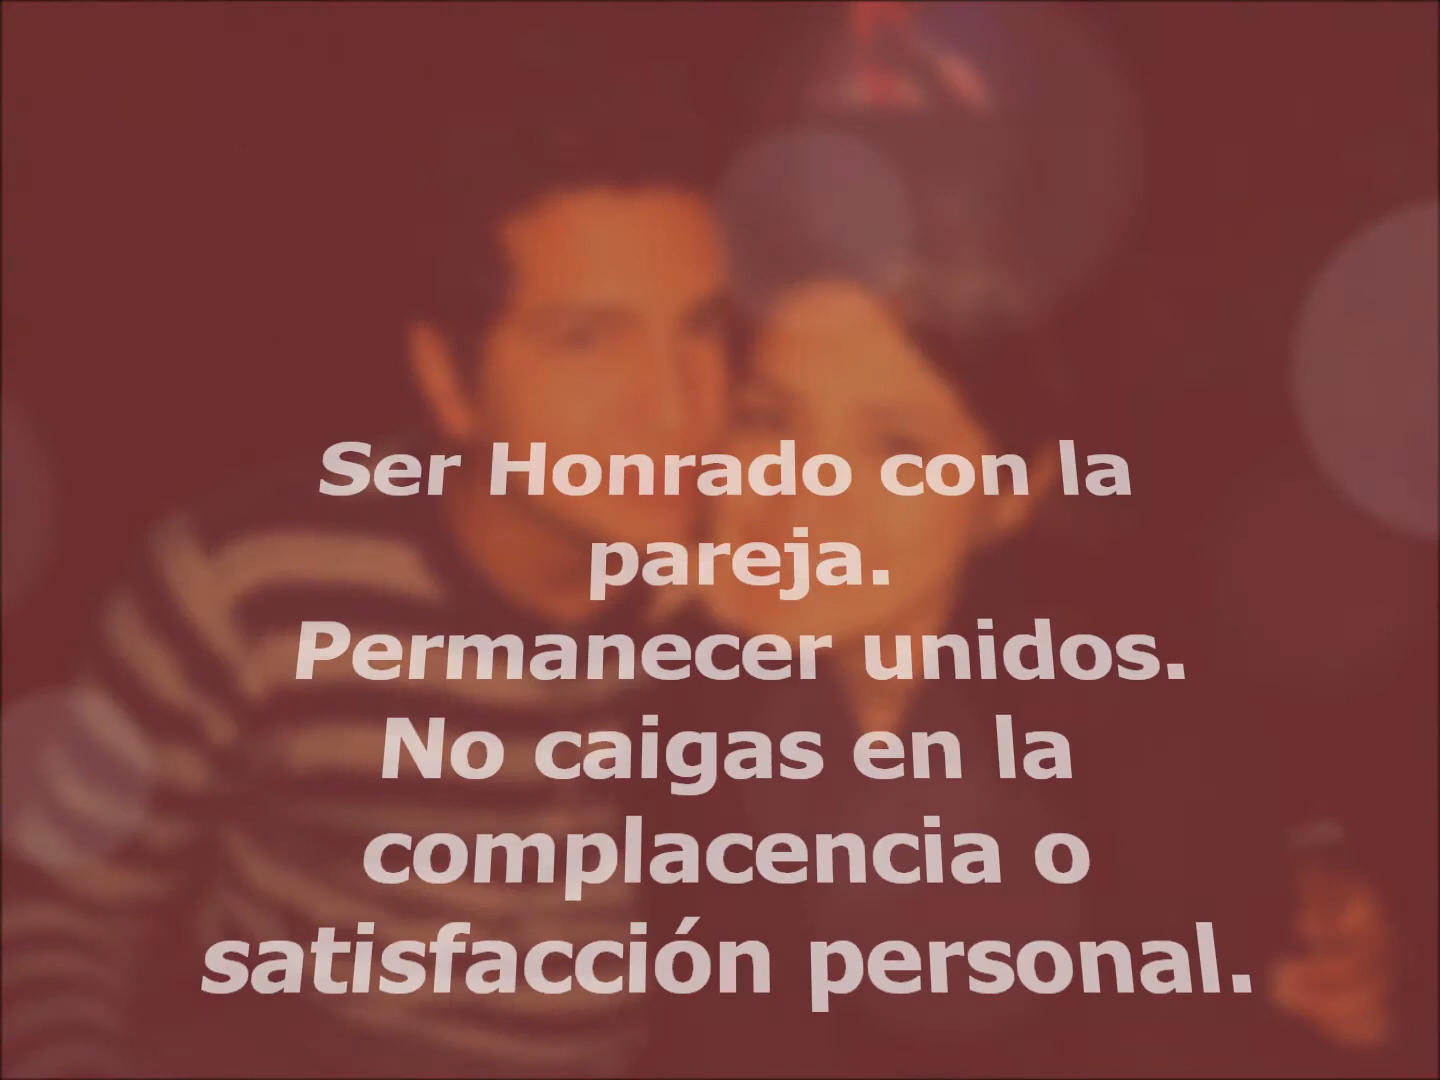 Ser Honrado con la
pareja.
Permanecer unidos.
No caigas en la
complacencia o
satisfacción personal.